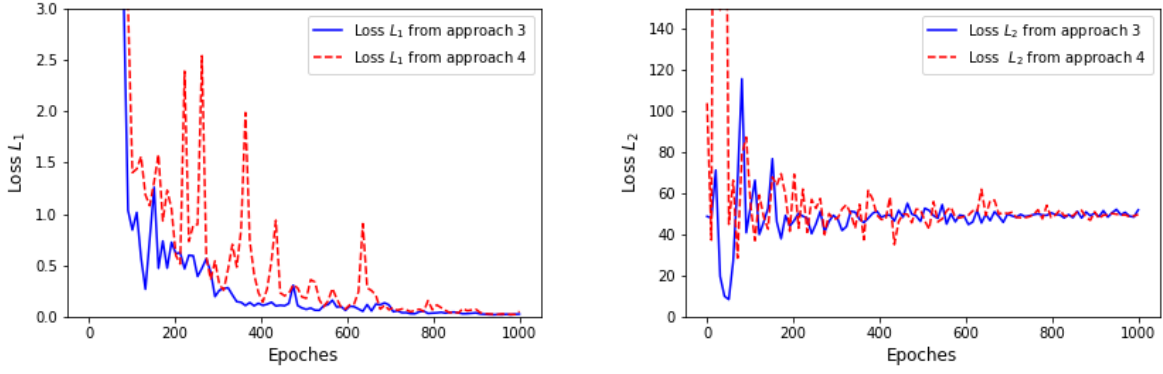 3.0
2.5
2.0
1.5
1.0
0.5
0.0
Loss L₁
0 200 400 600 800 1000
Epoches
Loss L₁ from approach 3
Loss L₁ from approach 4
140
120
100
80
60
40
20
0
Loss L₂
0 200 400 600 800 1000
Epoches
Loss L₂ from approach 3
Loss L₂ from approach 4